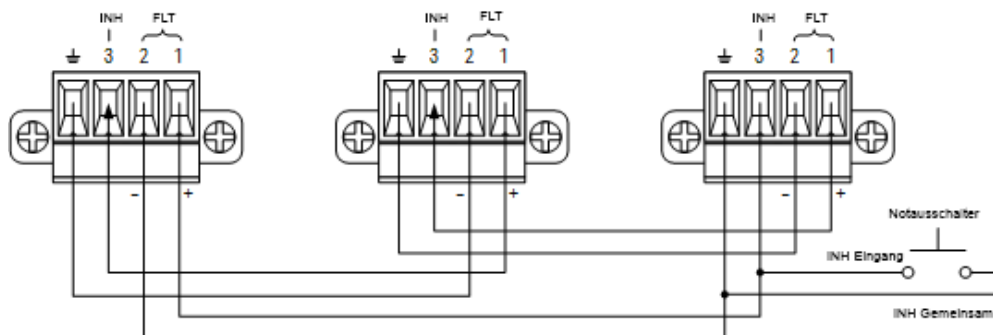 INH FLT
3 2 1
- +
INH FLT
3 2 1
- +
INH FLT
3 2 1
- +
Notausschalter
INH Eingang
INH Gemeinsam